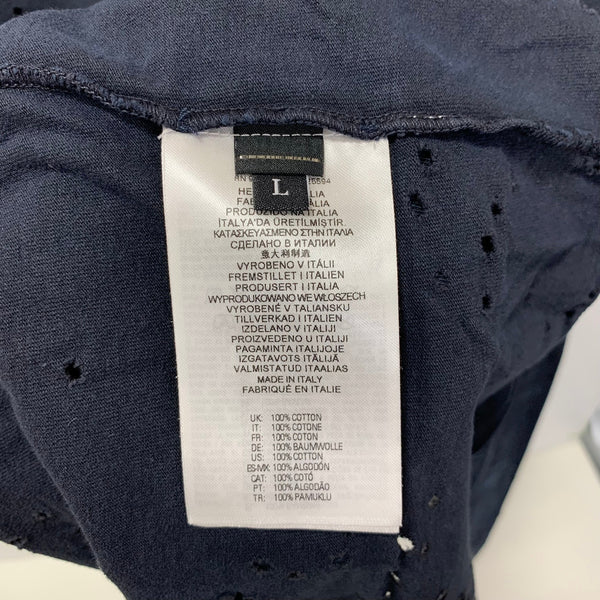 L
RN
PRODUZIDO NA ITALIA
İTALYA'DA ÜRETİLMİŞTİR.
ΚΑΤΑΣΚΕΥΑΣΜΕΝΟ ΣΤΗΝ ΙΤΑΛΙΑ
СДЕЛАНО В ИТАЛИИ
意大利制造
VYROBENO V ITÁLII
FREMSTILLET I ITALIEN
PRODUSERT I ITALIA
WYPRODUKOWANO WE WŁOSZECH
VYROBENÉ V TALIANSKU
TILLVERKAD I ITALIEN
IZDELANO V ITALIJI
PROIZVEDENO U ITALIJI
PAGAMINTA ITALIJOJE
IZGATAVOTS ITĀLIJĀ
VALMISTATUD ITAALIAS
MADE IN ITALY
FABRIQUÉ EN ITALIE
UK: 100% COTTON
IT: 100% COTONE
FR: 100% COTON
DE: 100% BAUMWOLLE
US: 100% COTTON
ES-MX: 100% ALGODÓN
CAT: 100% COTÓ
PT: 100% ALGODÃO
TR: 100% PAMUKLU